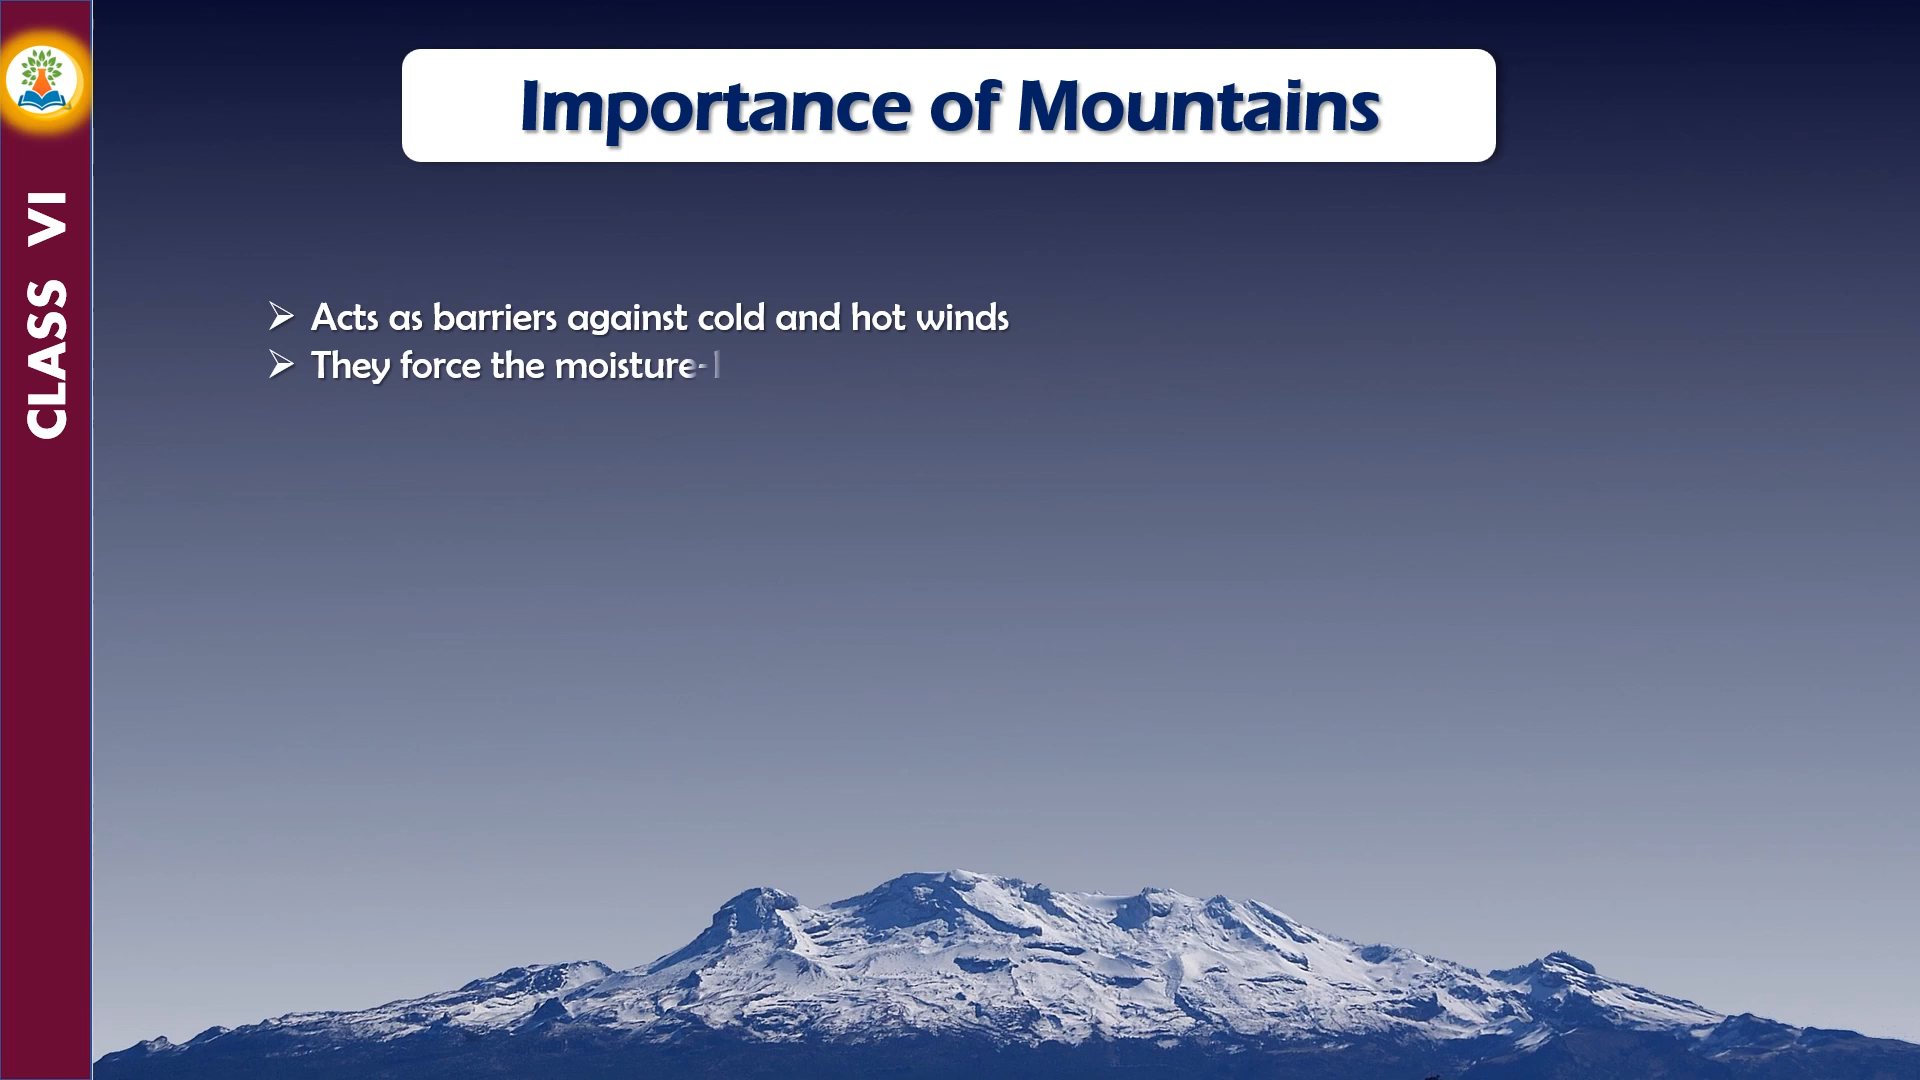 Importance of Mountains
CLASS VI
Acts as barriers against cold and hot winds
They force the moisture-